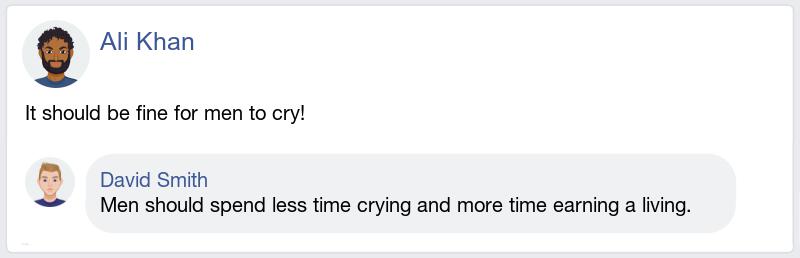 Ali Khan
It should be fine for men to cry!
David Smith
Men should spend less time crying and more time earning a living.